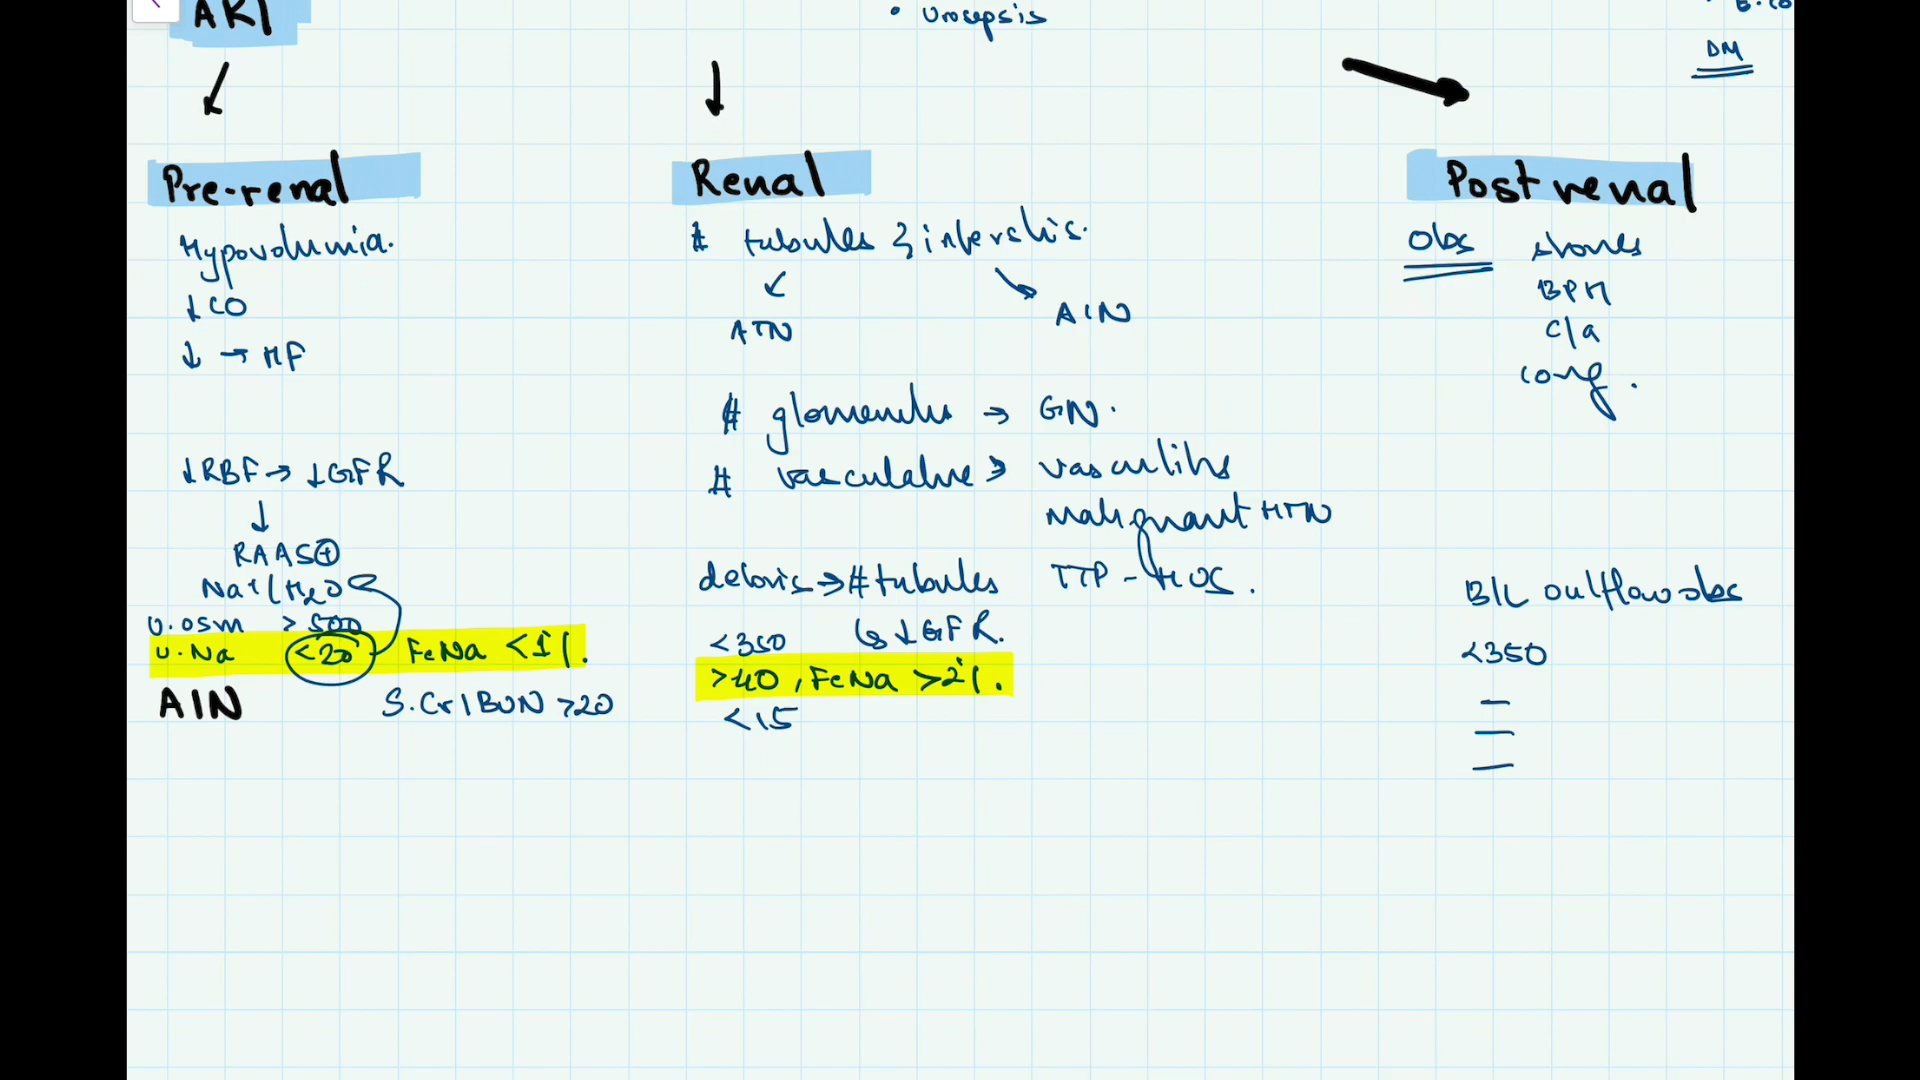 AKI
• Urosepsis
DM
Pre-renal
Hypovolumia.
↓CO
↓ → HF
↓RBF → ↓GFR
↓
RAAS⊕
Na+/H2O
U.osm >500
U.Na <20 FeNa <1%.
AIN S.Cr/BUN >20
Renal
# tubules & interstis.
ATN
AIN
# glomerulus → GN.
# vasculature → vasculitis
malignant HTN
TTP - HUS.
debris → # tubules
<350 ↳ ↓GFR.
>40, FeNa >2%.
<15
Post renal
Obs stones
BPH
C/a
cong.
B/L outflow obs
<350
—
—
—